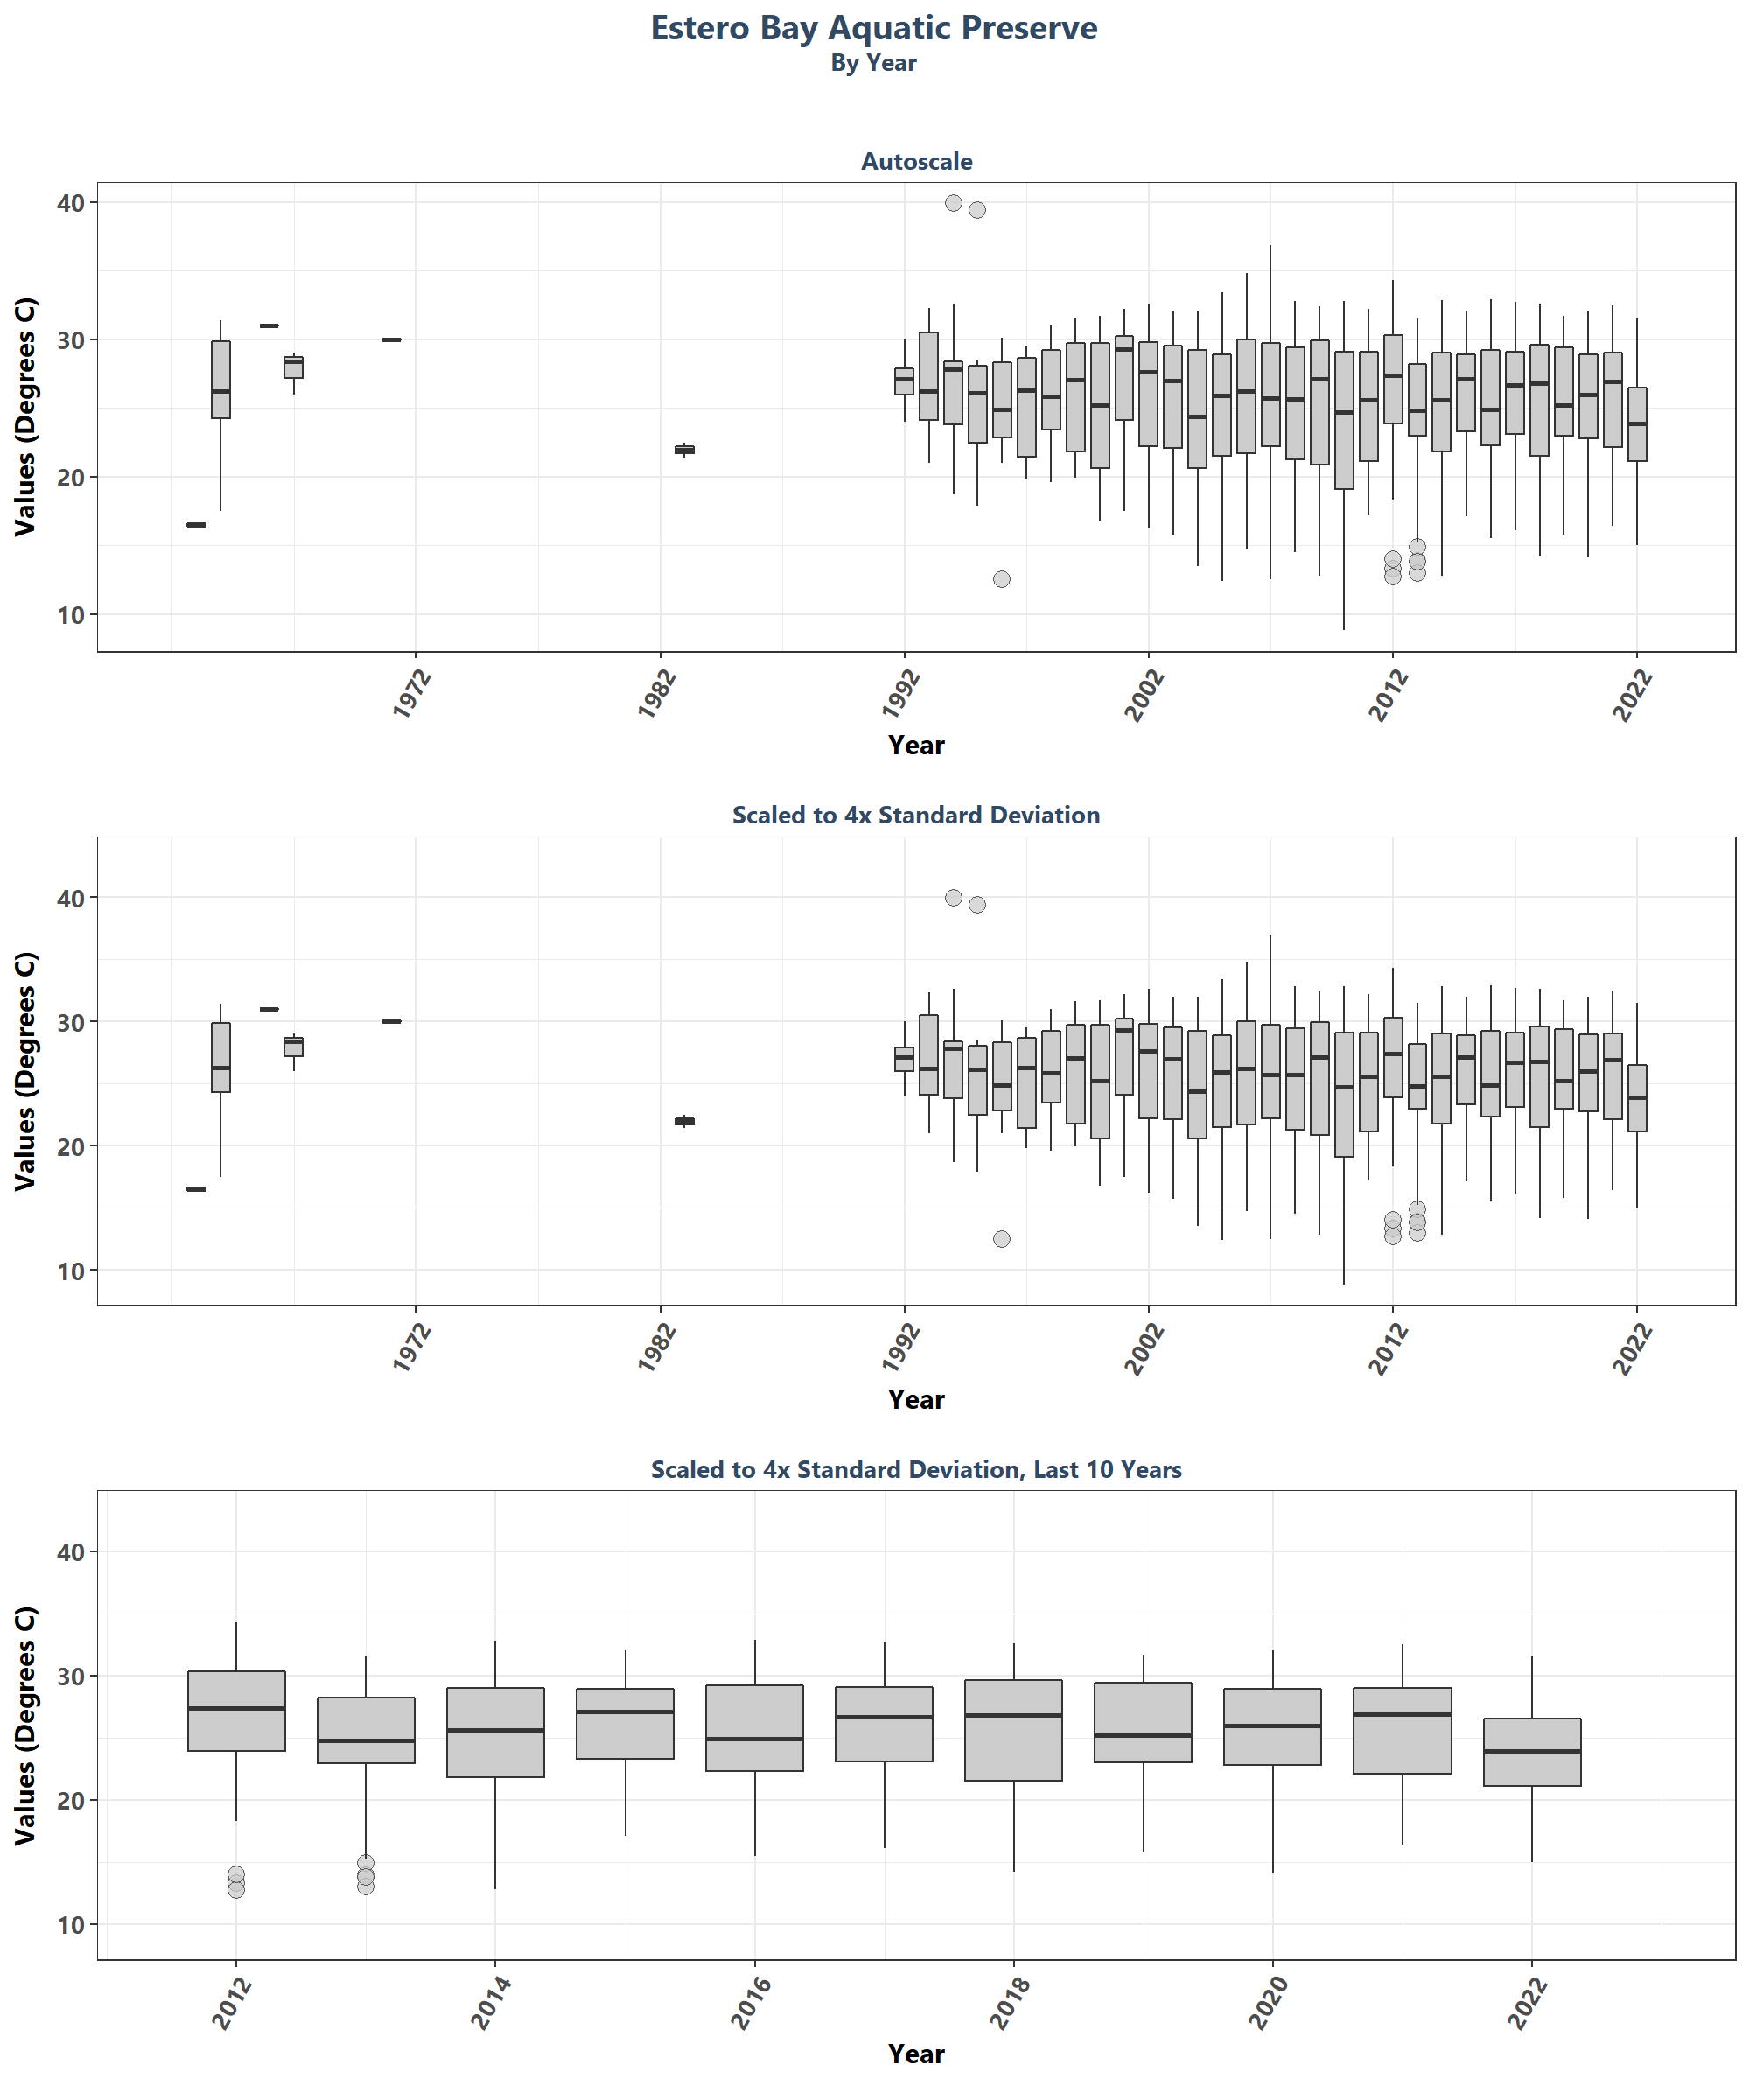 Estero Bay Aquatic Preserve
By Year
Autoscale
Values (Degrees C)
40
30
20
10
1972
1982
1992
2002
2012
2022
Year
Scaled to 4x Standard Deviation
Values (Degrees C)
40
30
20
10
1972
1982
1992
2002
2012
2022
Year
Scaled to 4x Standard Deviation, Last 10 Years
Values (Degrees C)
40
30
20
10
2012
2014
2016
2018
2020
2022
Year